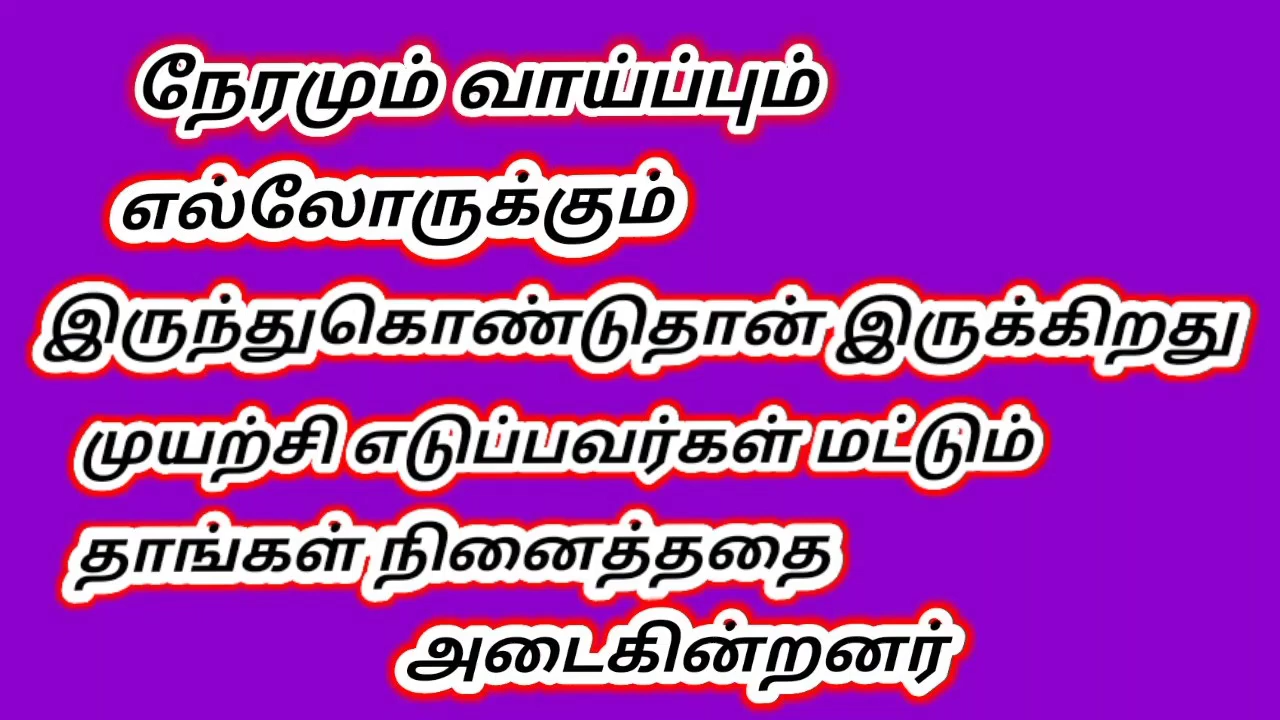 நேரமும் வாய்ப்பும்
எல்லோருக்கும்
இருந்துகொண்டுதான் இருக்கிறது
முயற்சி எடுப்பவர்கள் மட்டும்
தாங்கள் நினைத்ததை
அடைகின்றனர்